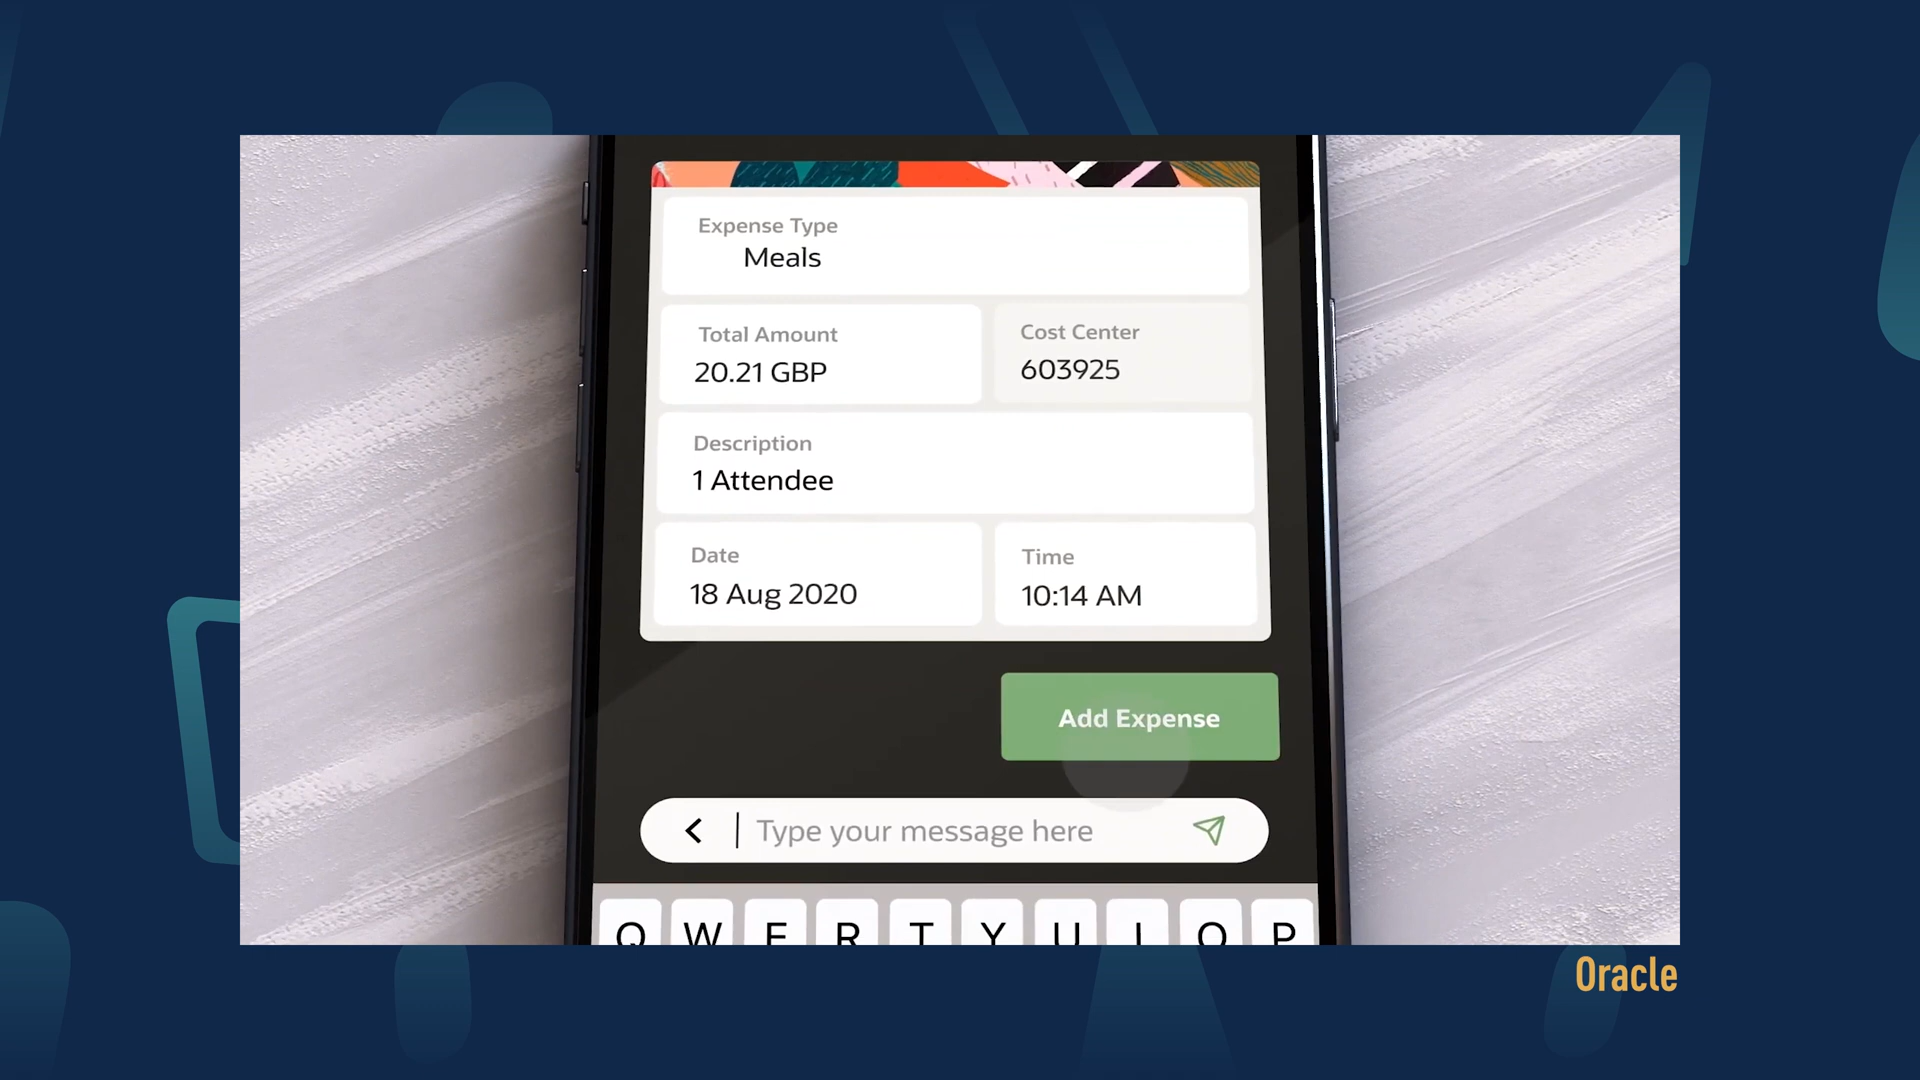 Expense Type
Meals
Total Amount
20.21 GBP
Cost Center
603925
Description
1 Attendee
Date
18 Aug 2020
Time
10:14 AM
Add Expense
Type your message here
Q W E R T Y U I O P
Oracle